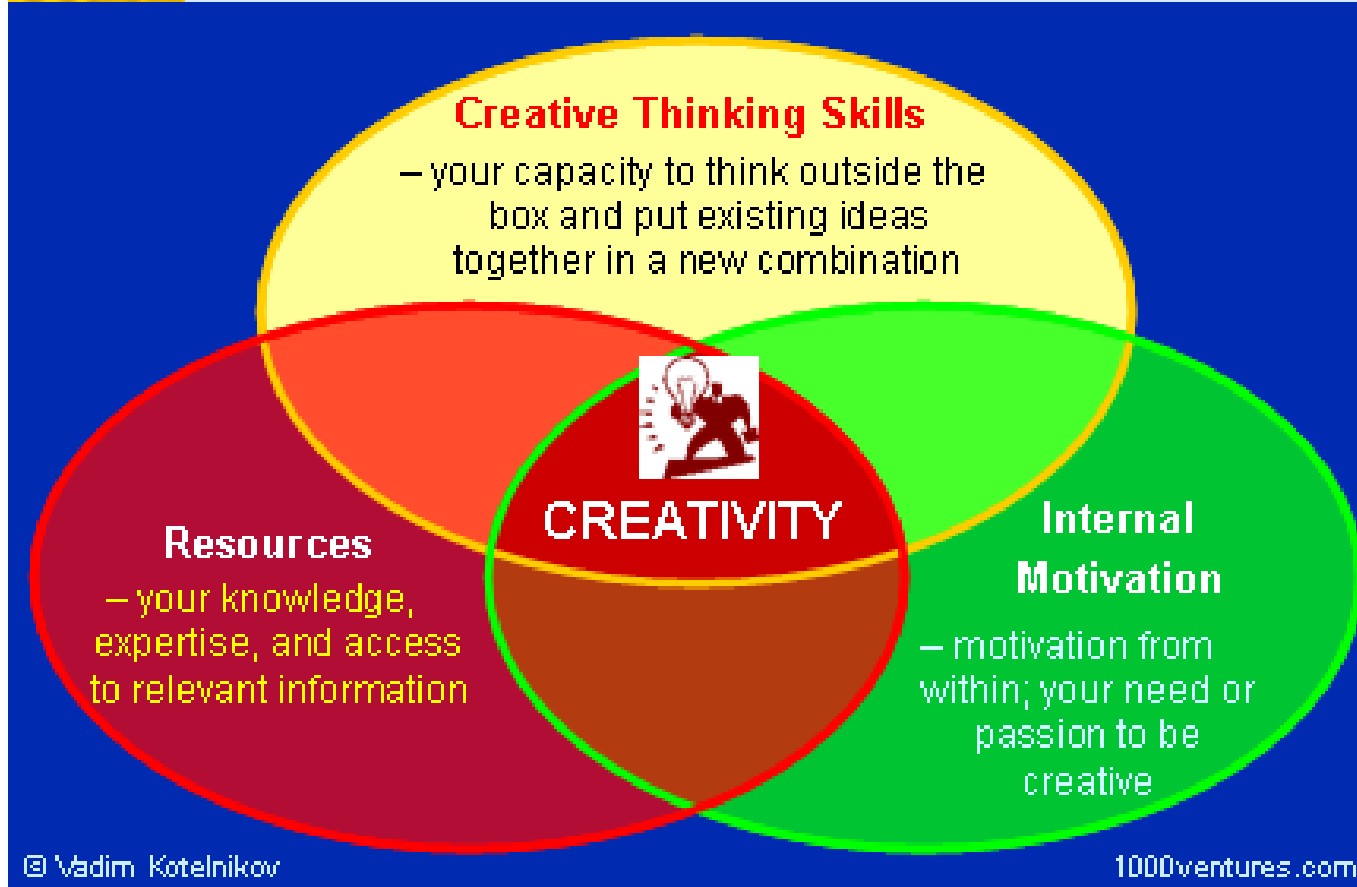 Creative Thinking Skills
– your capacity to think outside the
box and put existing ideas
together in a new combination
CREATIVITY
Resources
– your knowledge,
expertise, and access
to relevant information
Internal
Motivation
– motivation from
within; your need or
passion to be
creative
© Vadim Kotelnikov
1000ventures.com